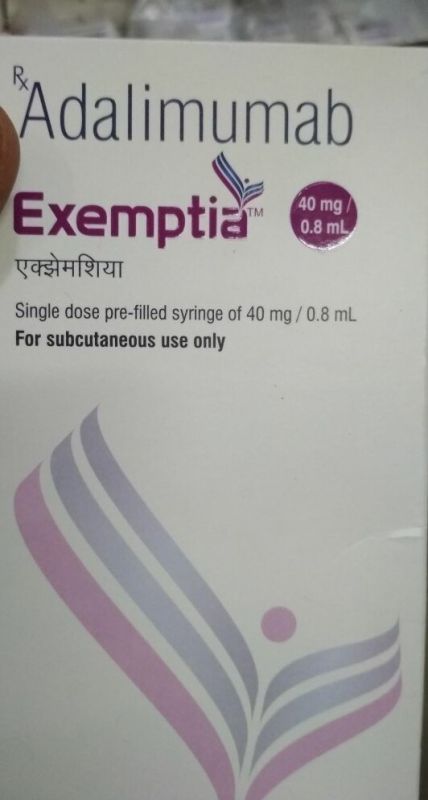 Rx
Adalimumab
Exemptia™
40 mg /
0.8 mL
एक्झेमशिया
Single dose pre-filled syringe of 40 mg / 0.8 mL
For subcutaneous use only